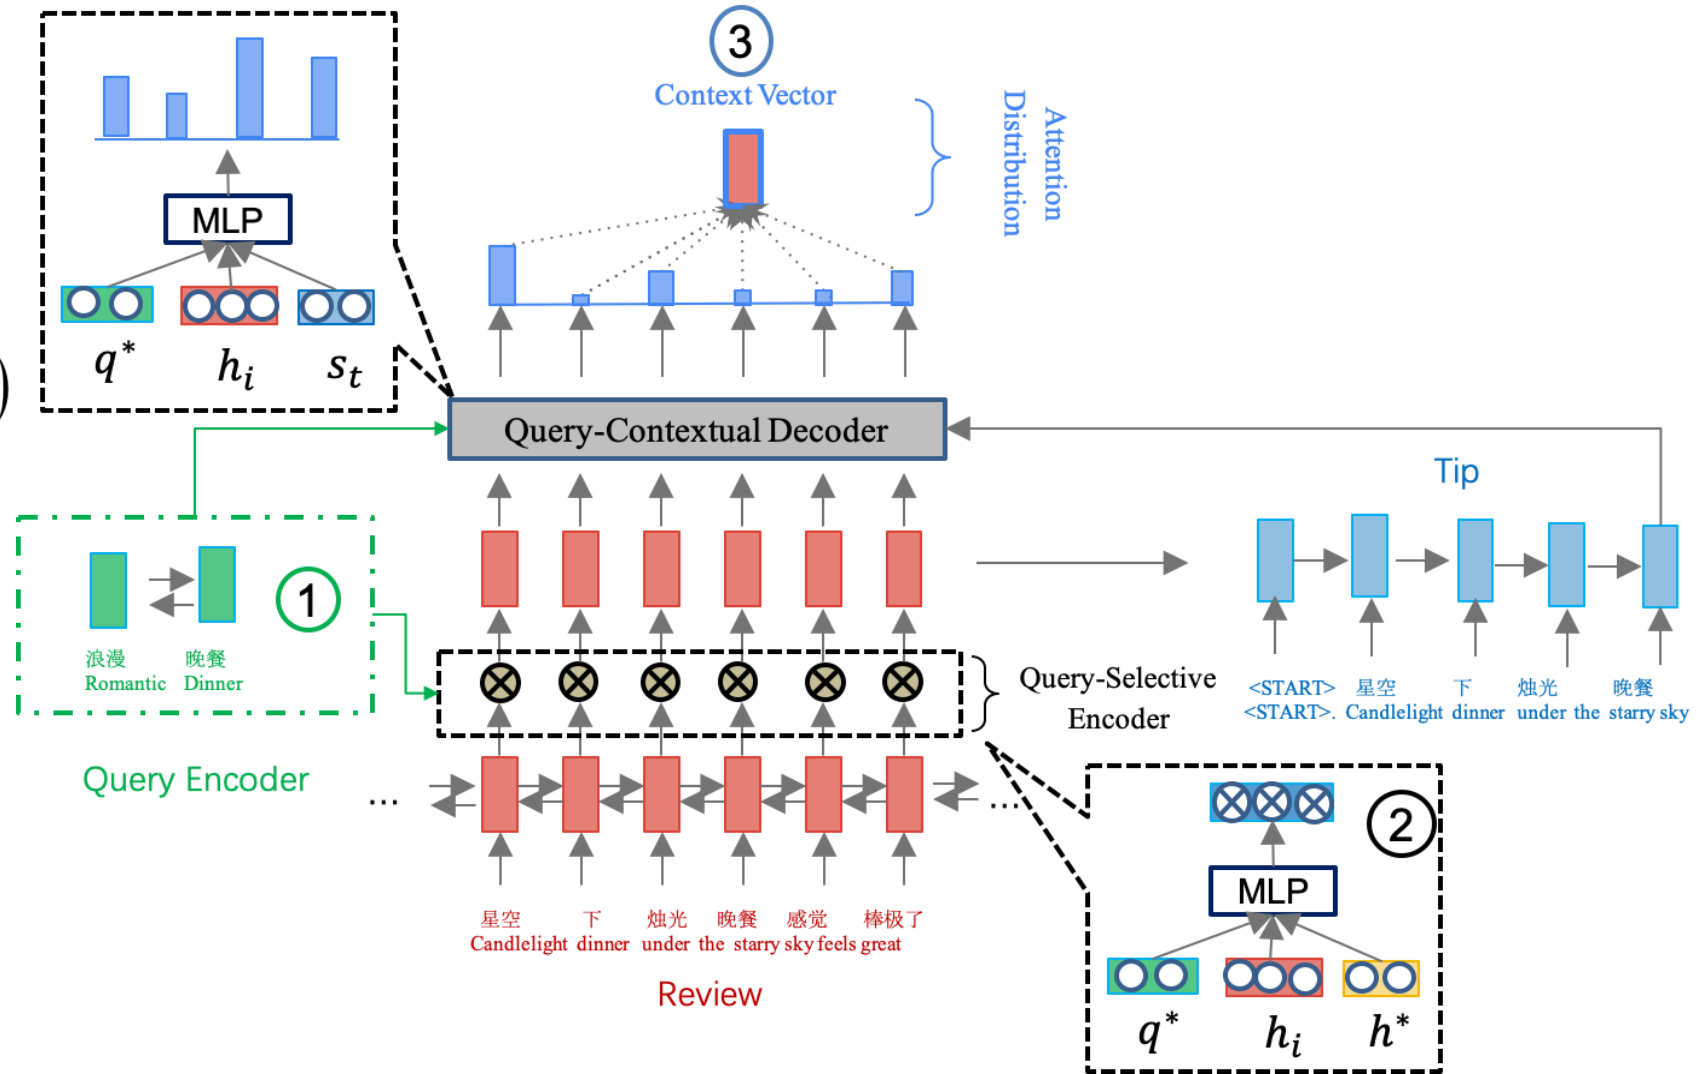 3
Context Vector
Attention
Distribution
MLP
q* h_i s_t
)
Query-Contextual Decoder
Tip
1
浪漫 晚餐
Romantic Dinner
Query Encoder
Query-Selective
Encoder
<START> 星空 下 烛光 晚餐
<START>. Candlelight dinner under the starry sky
... ...
2
MLP
q* h_i h*
星空 下 烛光 晚餐 感觉 棒极了
Candlelight dinner under the starry sky feels great
Review